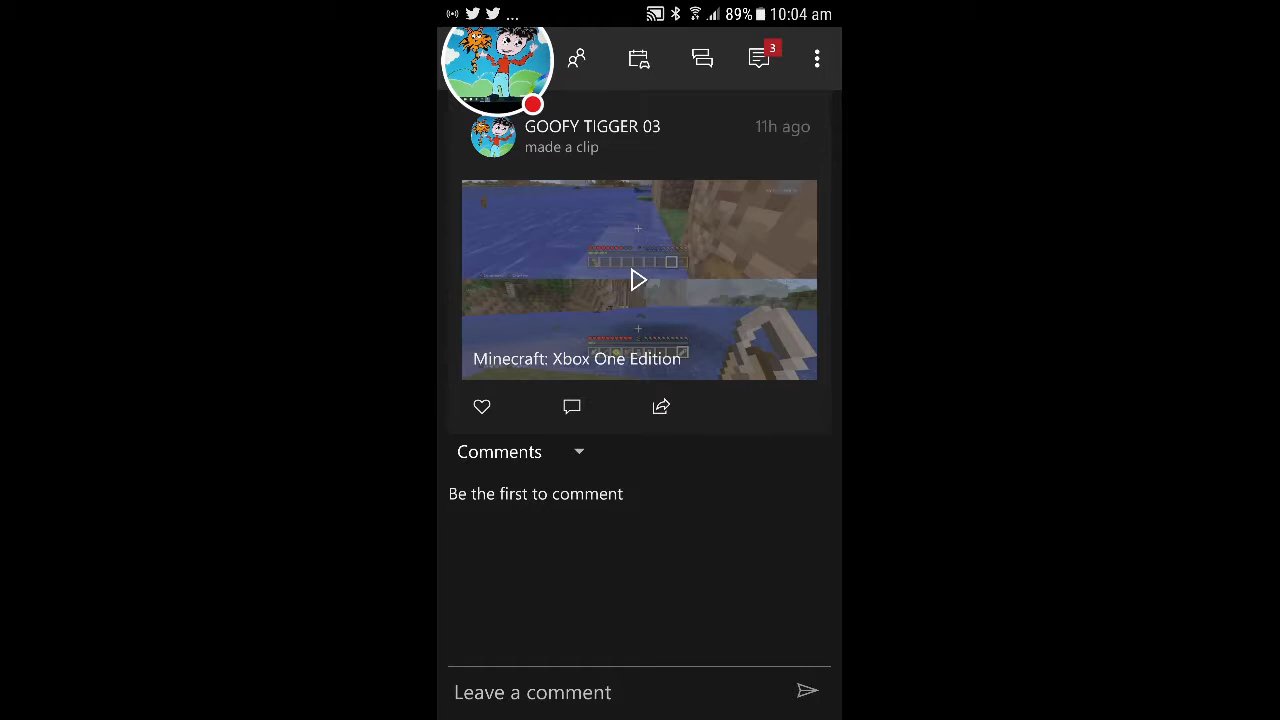 ... 89% 10:04 am
3
GOOFY TIGGER 03 11h ago
made a clip
Minecraft: Xbox One Edition
Comments
Be the first to comment
Leave a comment